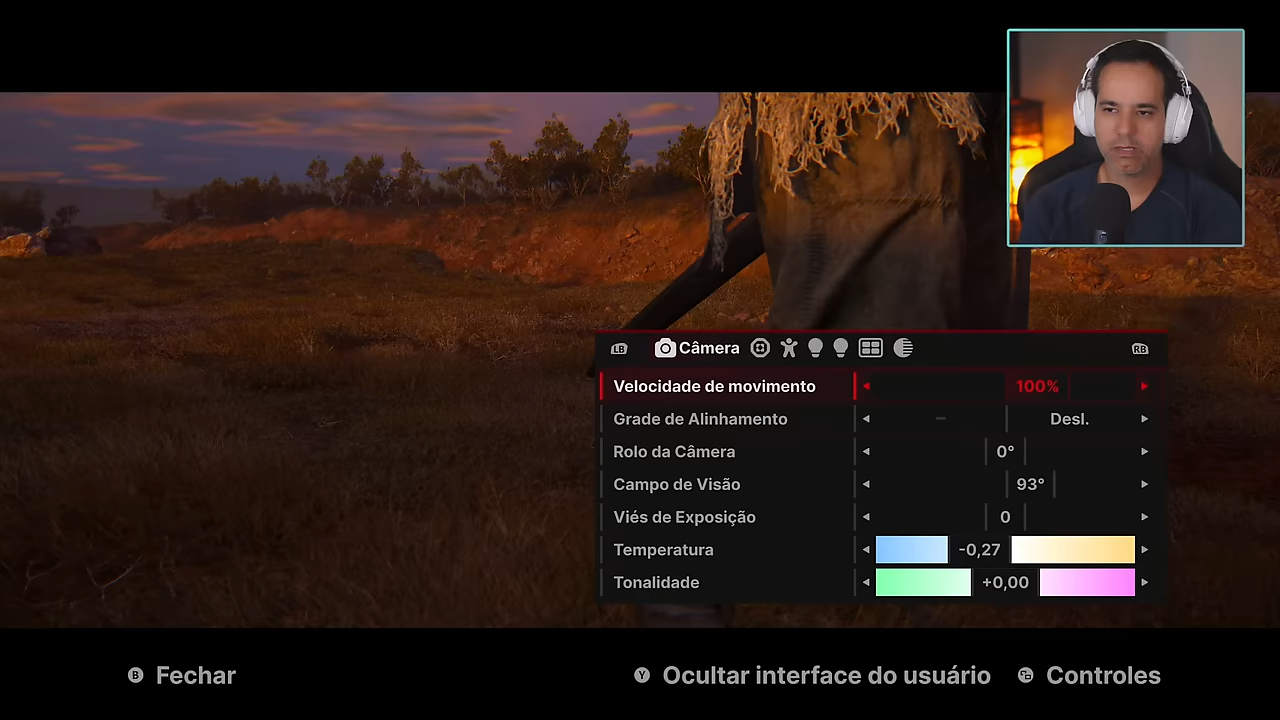 LB Câmera RB
Velocidade de movimento 100%
Grade de Alinhamento – Desl.
Rolo da Câmera 0°
Campo de Visão 93°
Viés de Exposição 0
Temperatura -0,27
Tonalidade +0,00
B Fechar Y Ocultar interface do usuário Controles